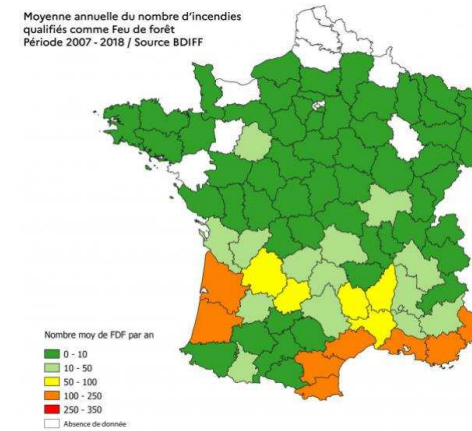 Moyenne annuelle du nombre d'incendies
qualifiés comme Feu de forêt
Période 2007 - 2018 / Source BDIFF
Nombre moy de FDF par an
0 - 10
10 - 50
50 - 100
100 - 250
250 - 350
Absence de donnée